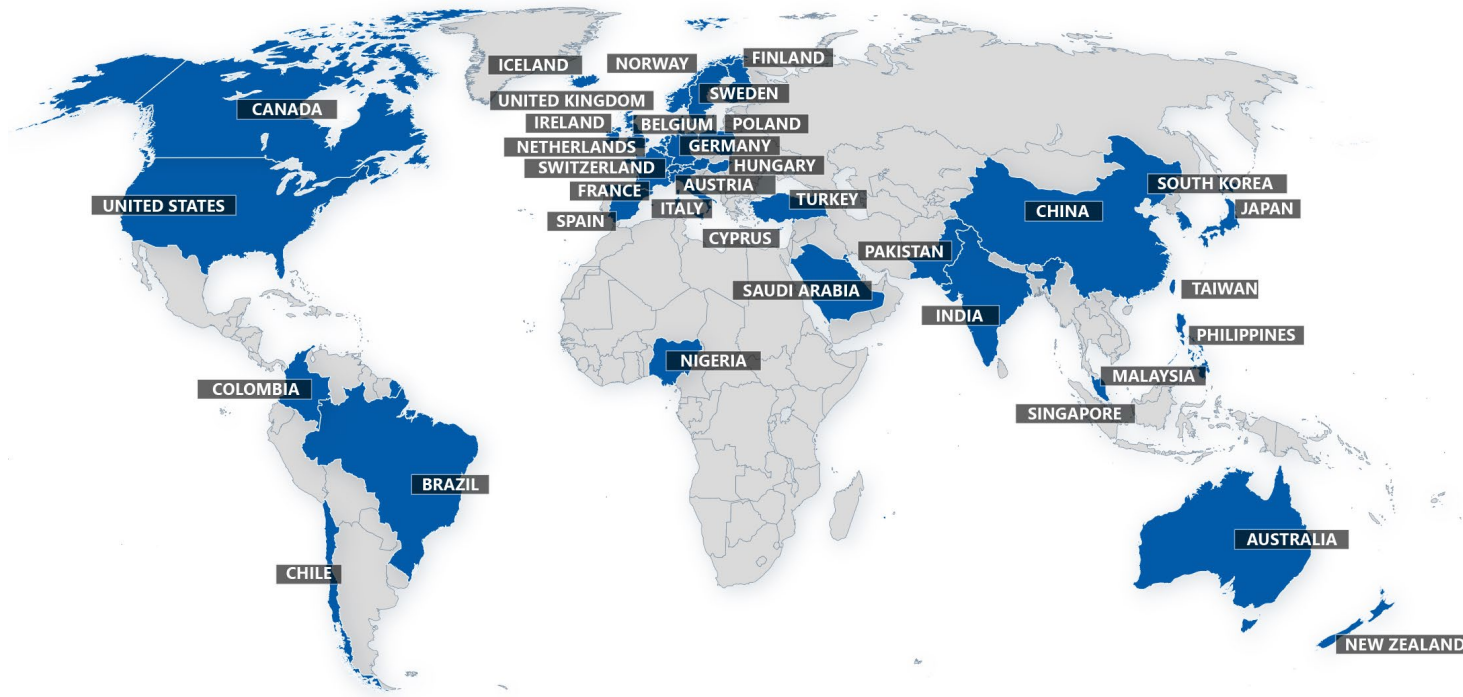 ICELAND
NORWAY
FINLAND
CANADA
UNITED KINGDOM
SWEDEN
IRELAND
BELGIUM
POLAND
NETHERLANDS
GERMANY
SWITZERLAND
HUNGARY
FRANCE
AUSTRIA
SOUTH KOREA
UNITED STATES
ITALY
TURKEY
CHINA
JAPAN
SPAIN
CYPRUS
PAKISTAN
SAUDI ARABIA
TAIWAN
INDIA
PHILIPPINES
NIGERIA
MALAYSIA
COLOMBIA
SINGAPORE
BRAZIL
AUSTRALIA
CHILE
NEW ZEALAND